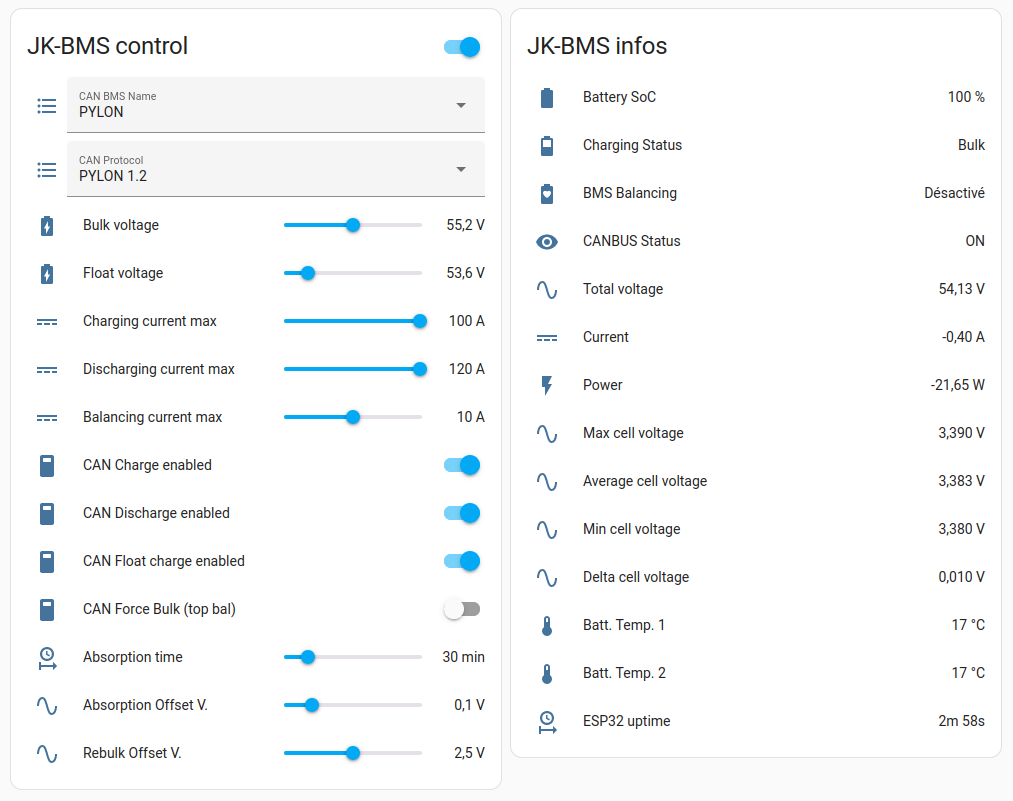 JK-BMS control
CAN BMS Name
PYLON
CAN Protocol
PYLON 1.2
Bulk voltage 55,2 V
Float voltage 53,6 V
Charging current max 100 A
Discharging current max 120 A
Balancing current max 10 A
CAN Charge enabled
CAN Discharge enabled
CAN Float charge enabled
CAN Force Bulk (top bal)
Absorption time 30 min
Absorption Offset V. 0,1 V
Rebulk Offset V. 2,5 V
JK-BMS infos
Battery SoC 100 %
Charging Status Bulk
BMS Balancing Désactivé
CANBUS Status ON
Total voltage 54,13 V
Current -0,40 A
Power -21,65 W
Max cell voltage 3,390 V
Average cell voltage 3,383 V
Min cell voltage 3,380 V
Delta cell voltage 0,010 V
Batt. Temp. 1 17 °C
Batt. Temp. 2 17 °C
ESP32 uptime 2m 58s